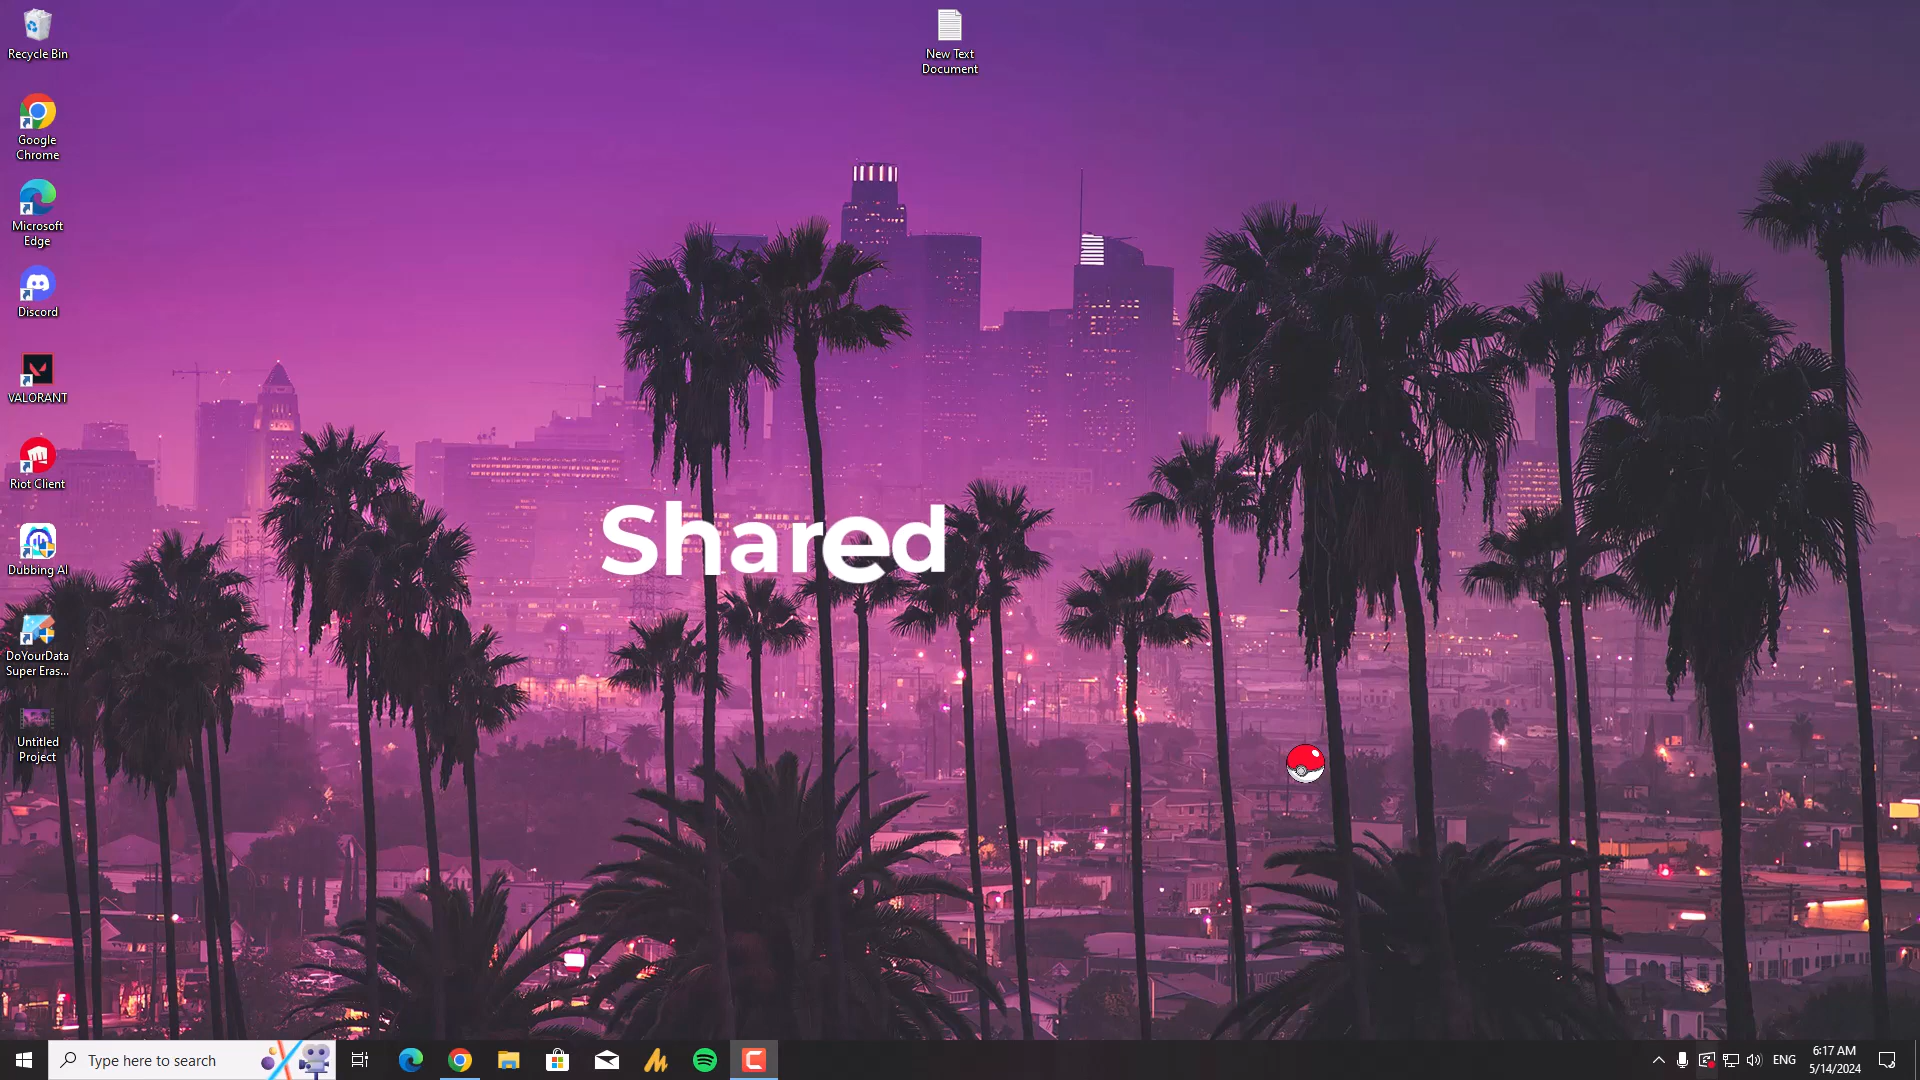 Recycle Bin
New Text
Document
Google
Chrome
Microsoft
Edge
Discord
VALORANT
Riot Client
Shared
Dubbing AI
DoYourData
Super Eras...
Untitled
Project
Type here to search
ENG
6:17 AM
5/14/2024